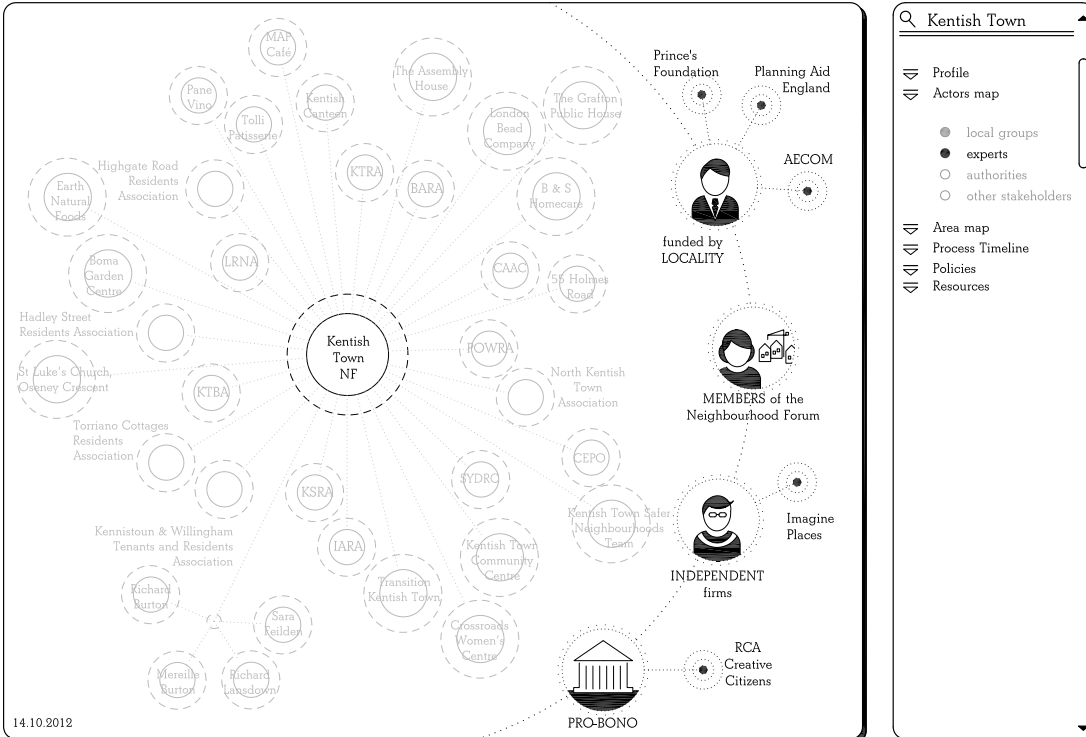 MAP
Café
Pane
Vino
Tolli
Patisserie
Kentish
Canteen
The Assembly
House
London
Bead
Company
The Grafton
Public House
Highgate Road
Residents
Association
KTRA
BARA
B & S
Homecare
Earth
Natural
Foods
LRNA
CAAC
55 Holmes
Road
Boma
Garden
Centre
Hadley Street
Residents Association
Kentish
Town
NF
POWRA
St Luke's Church,
Oseney Crescent
KTBA
North Kentish
Town
Association
Torriano Cottages
Residents
Association
CEPO
SYDRC
KSRA
Kentish Town Safer
Neighbourhoods
Team
Kennistoun & Willingham
Tenants and Residents
Association
IARA
Kentish Town
Community
Centre
Transition
Kentish Town
Richard
Burton
Sara
Feilden
Crossroads
Women's
Centre
Mereille
Burton
Richard
Lansdown
14.10.2012
Prince's
Foundation
Planning Aid
England
AECOM
funded by
LOCALITY
MEMBERS of the
Neighbourhood Forum
Imagine
Places
INDEPENDENT
firms
RCA
Creative
Citizens
PRO-BONO
Kentish Town
Profile
Actors map
local groups
experts
authorities
other stakeholders
Area map
Process Timeline
Policies
Resources